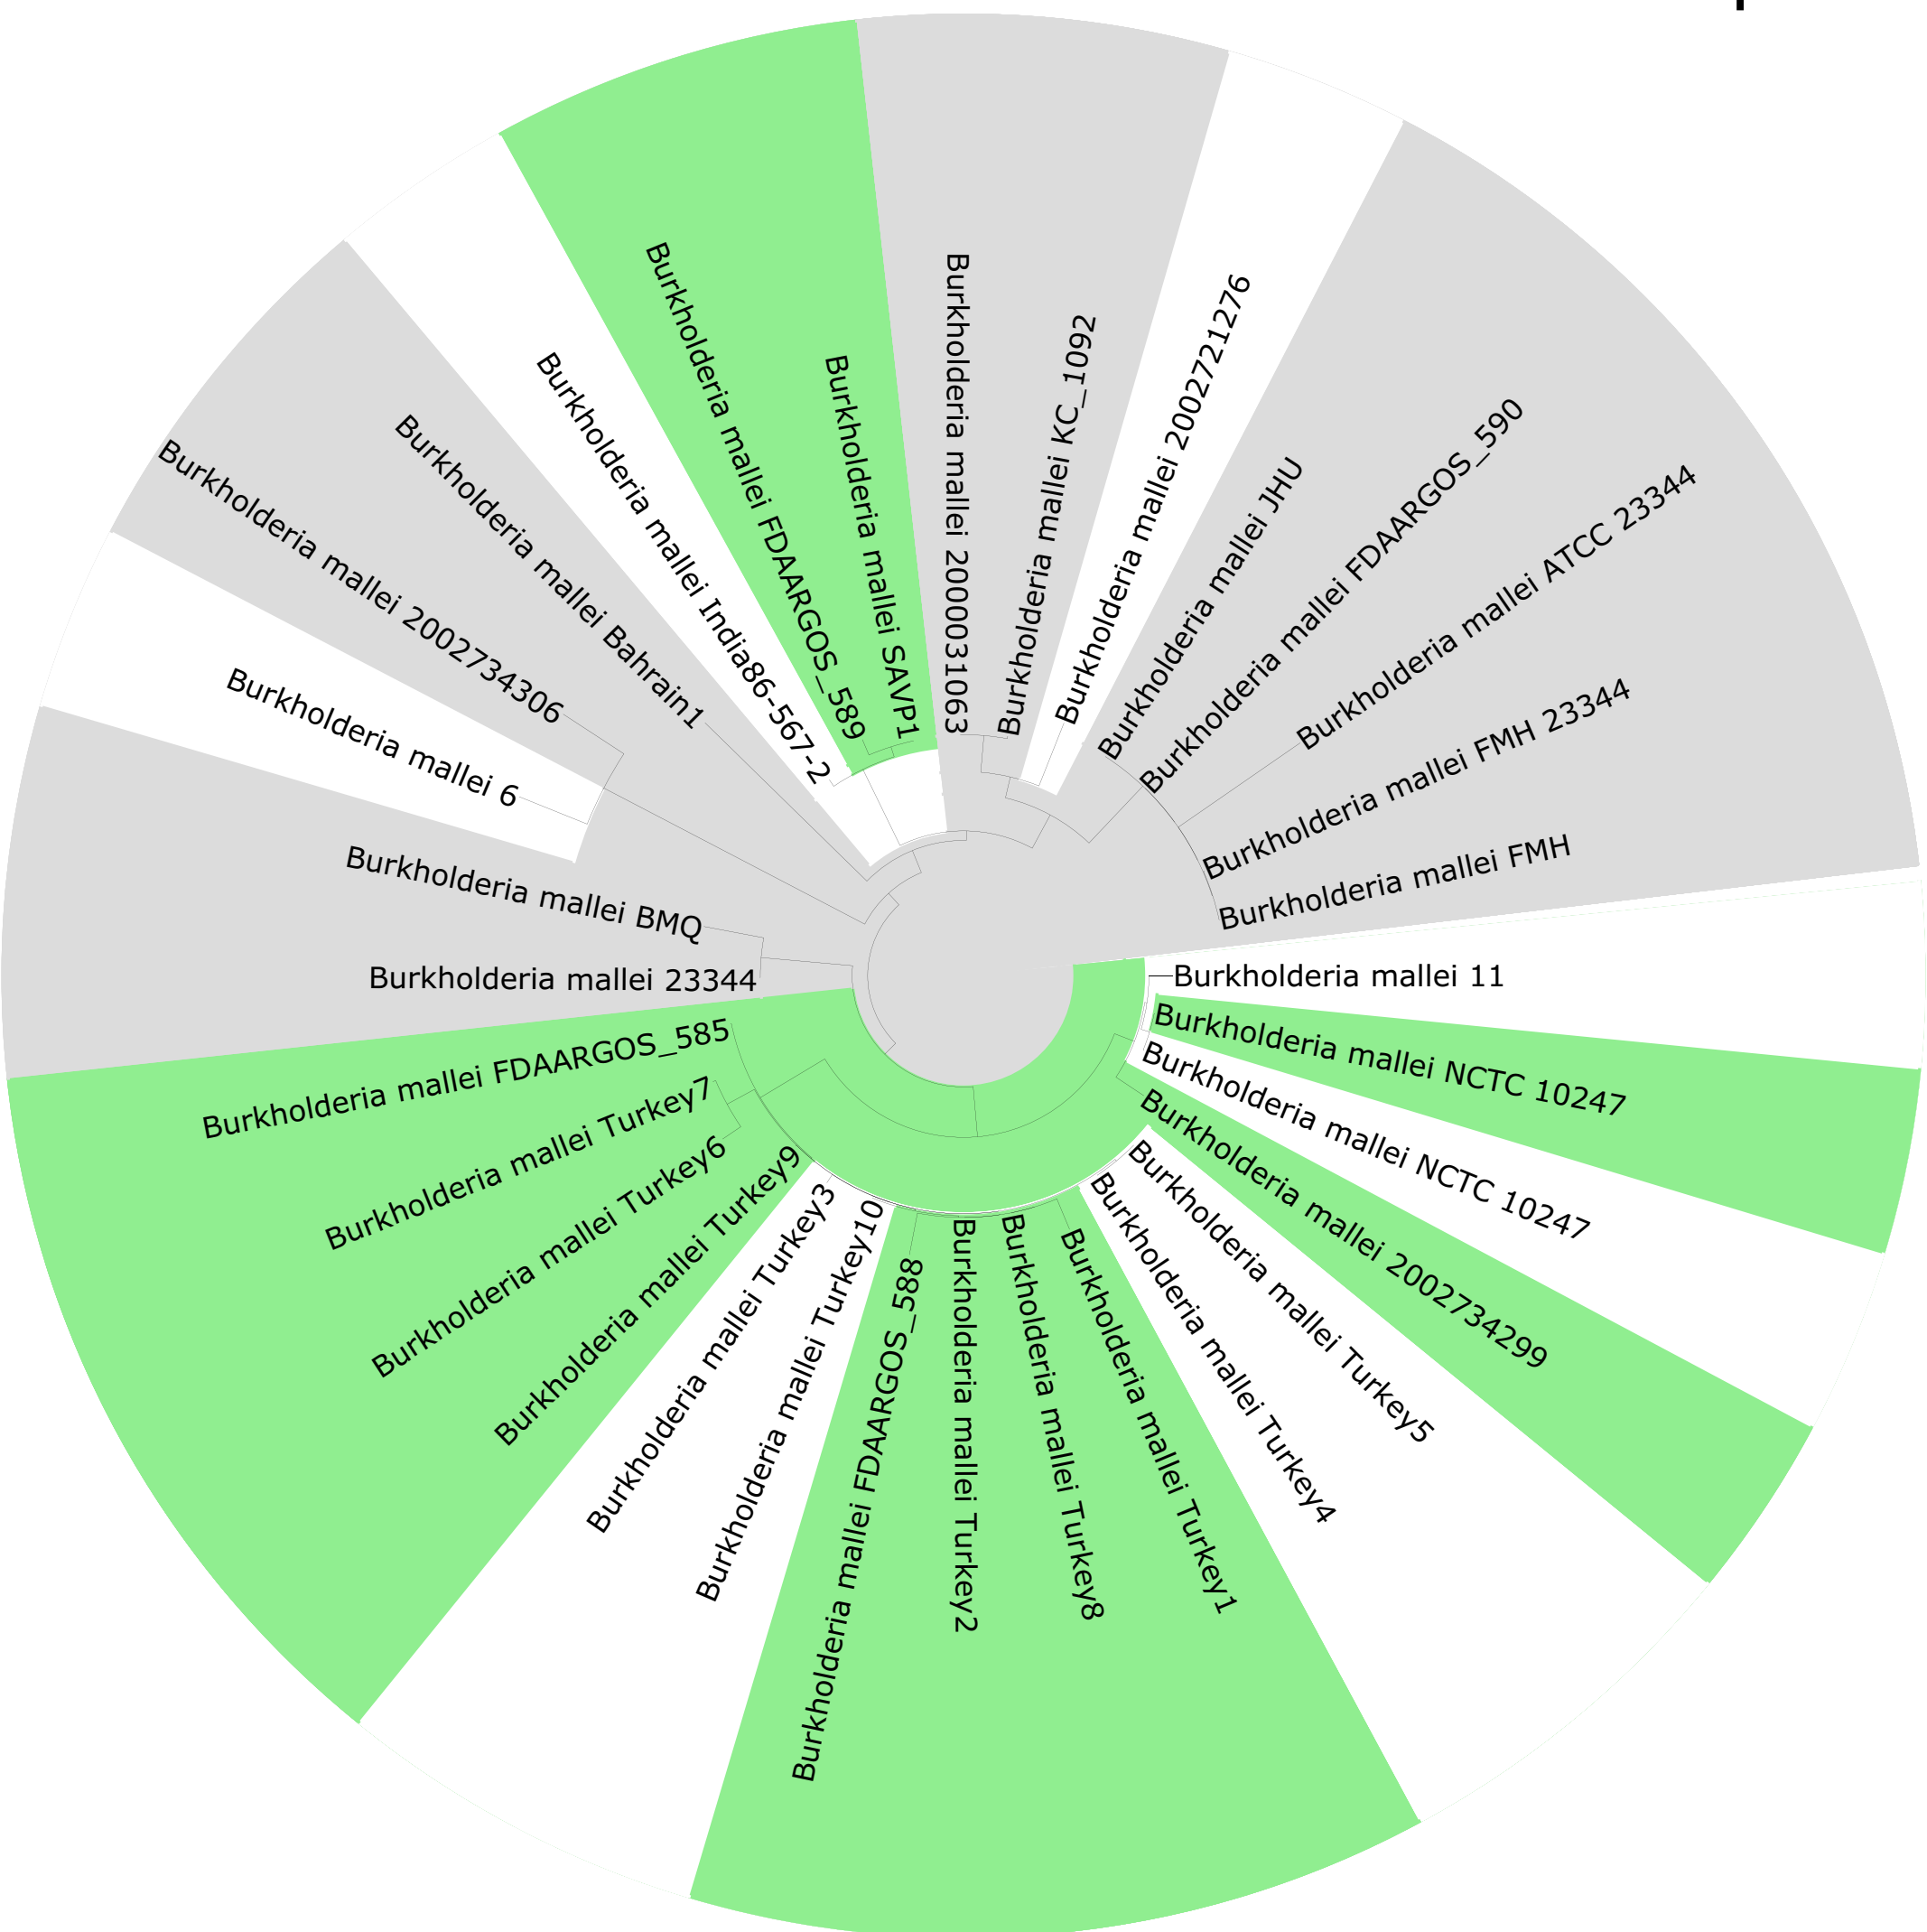 Burkholderia mallei 2000031063
Burkholderia mallei KC_1092
Burkholderia mallei 2002721276
Burkholderia mallei JHU
Burkholderia mallei FDAARGOS_590
Burkholderia mallei ATCC 23344
Burkholderia mallei FMH 23344
Burkholderia mallei FMH
Burkholderia mallei 11
Burkholderia mallei NCTC 10247
Burkholderia mallei NCTC 10247
Burkholderia mallei 2002734299
Burkholderia mallei Turkey5
Burkholderia mallei Turkey4
Burkholderia mallei Turkey1
Burkholderia mallei Turkey8
Burkholderia mallei Turkey2
Burkholderia mallei FDAARGOS_588
Burkholderia mallei Turkey10
Burkholderia mallei Turkey3
Burkholderia mallei Turkey9
Burkholderia mallei Turkey6
Burkholderia mallei Turkey7
Burkholderia mallei FDAARGOS_585
Burkholderia mallei 23344
Burkholderia mallei BMQ
Burkholderia mallei 6
Burkholderia mallei 2002734306
Burkholderia mallei Bahrain1
Burkholderia mallei India86-567-2
Burkholderia mallei FDAARGOS_589
Burkholderia mallei SAVP1